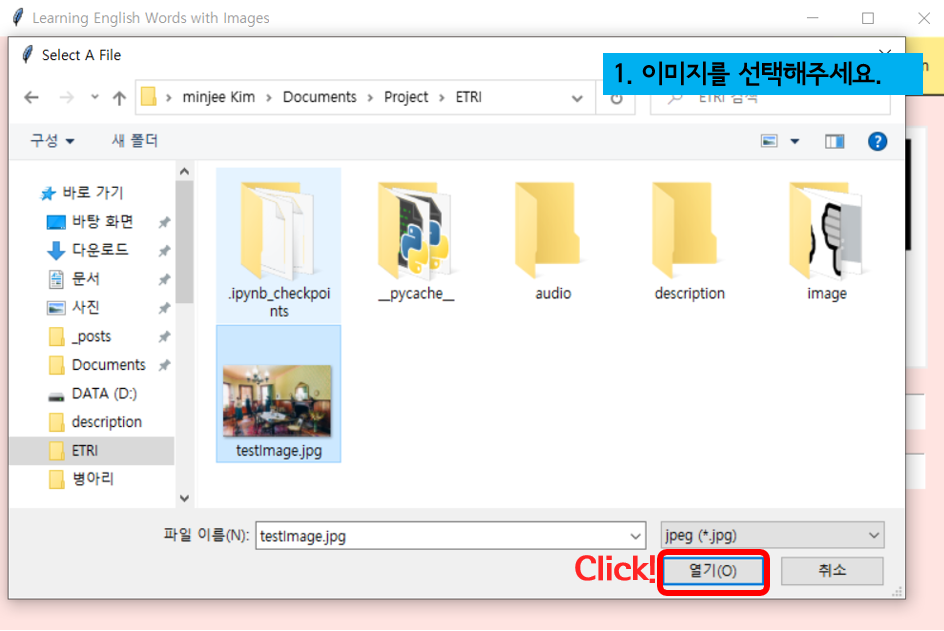 Learning English Words with Images
Select A File
1. 이미지를 선택해주세요.
minjee Kim > Documents > Project > ETRI
ETRI 검색
구성 새 폴더
바로 가기
바탕 화면
다운로드
문서
사진
_posts
Documents
DATA (D:)
description
ETRI
병아리
.ipynb_checkpoi
nts
__pycache__
audio
description
image
testImage.jpg
파일 이름(N): testImage.jpg jpeg (*.jpg)
Click! 열기(O) 취소